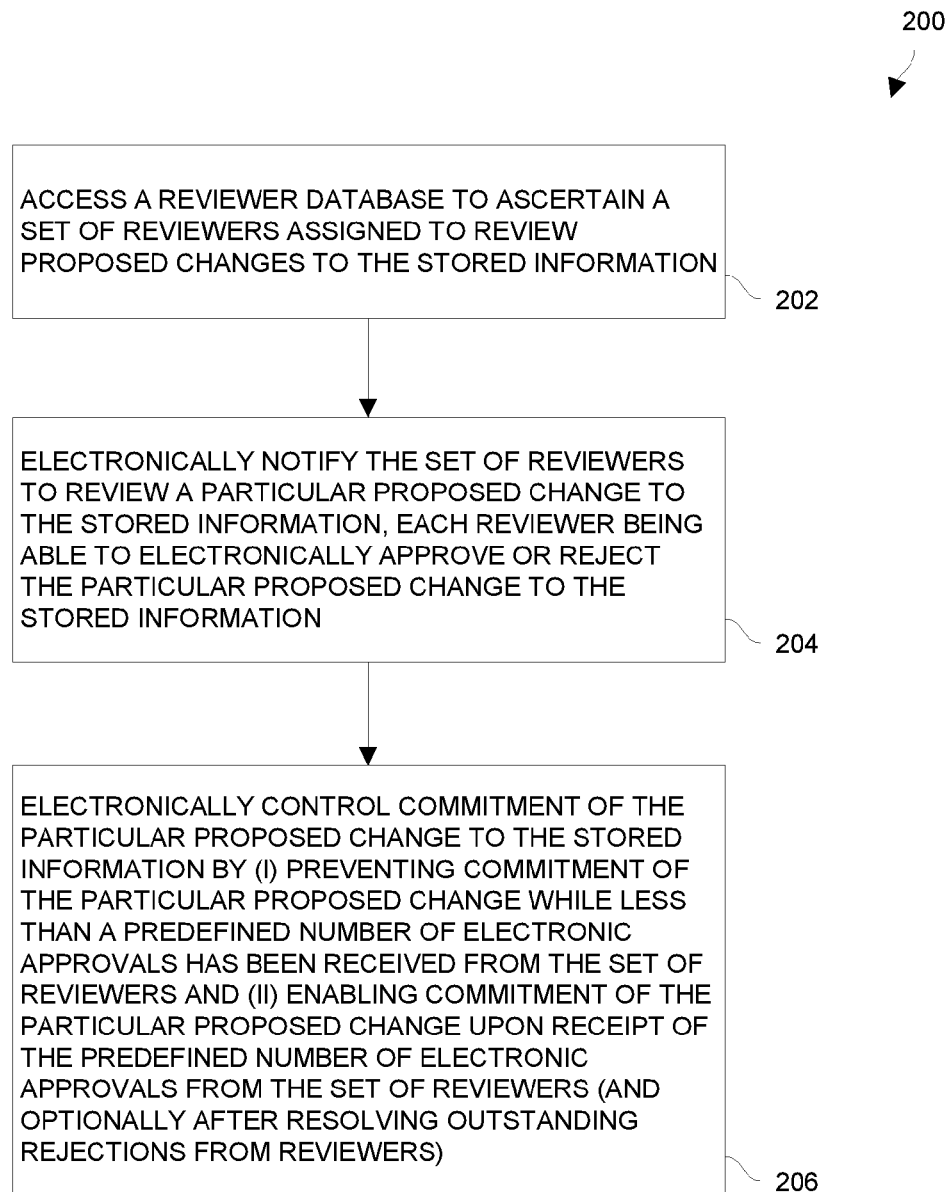 200
ACCESS A REVIEWER DATABASE TO ASCERTAIN A
SET OF REVIEWERS ASSIGNED TO REVIEW
PROPOSED CHANGES TO THE STORED INFORMATION
202
ELECTRONICALLY NOTIFY THE SET OF REVIEWERS
TO REVIEW A PARTICULAR PROPOSED CHANGE TO
THE STORED INFORMATION, EACH REVIEWER BEING
ABLE TO ELECTRONICALLY APPROVE OR REJECT
THE PARTICULAR PROPOSED CHANGE TO THE
STORED INFORMATION
204
ELECTRONICALLY CONTROL COMMITMENT OF THE
PARTICULAR PROPOSED CHANGE TO THE STORED
INFORMATION BY (I) PREVENTING COMMITMENT OF
THE PARTICULAR PROPOSED CHANGE WHILE LESS
THAN A PREDEFINED NUMBER OF ELECTRONIC
APPROVALS HAS BEEN RECEIVED FROM THE SET OF
REVIEWERS AND (II) ENABLING COMMITMENT OF THE
PARTICULAR PROPOSED CHANGE UPON RECEIPT OF
THE PREDEFINED NUMBER OF ELECTRONIC
APPROVALS FROM THE SET OF REVIEWERS (AND
OPTIONALLY AFTER RESOLVING OUTSTANDING
REJECTIONS FROM REVIEWERS)
206